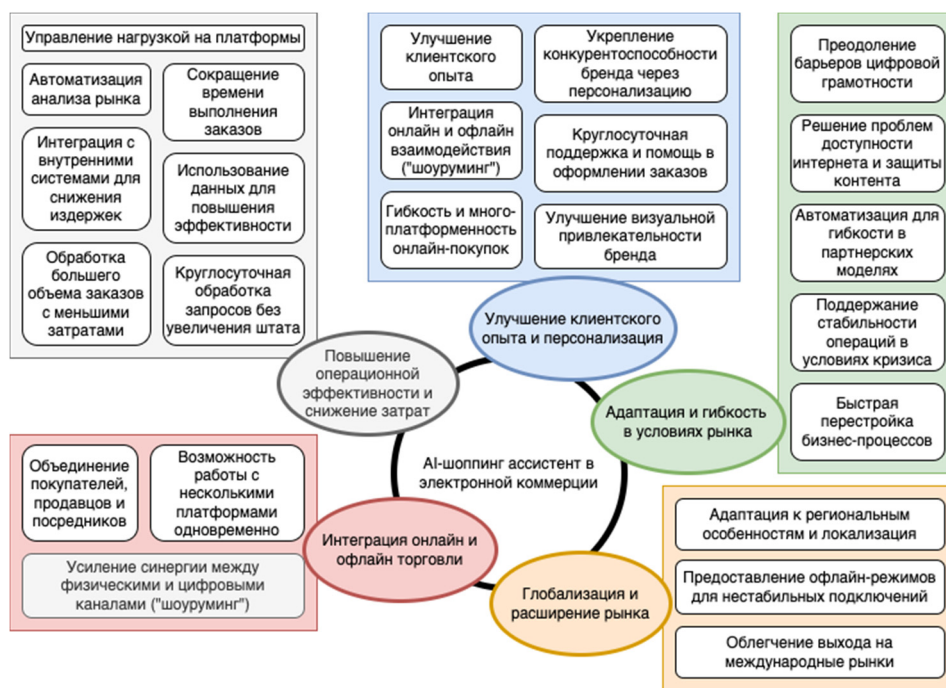 Управление нагрузкой на платформы
Автоматизация
анализа рынка
Сокращение
времени
выполнения
заказов
Интеграция с
внутренними
системами для
снижения
издержек
Использование
данных для
повышения
эффективности
Обработка
большего
объема заказов
с меньшими
затратами
Круглосуточная
обработка
запросов без
увеличения штата
Улучшение
клиентского
опыта
Укрепление
конкурентоспособности
бренда через
персонализацию
Интеграция
онлайн и офлайн
взаимодействия
("шоуруминг")
Круглосуточная
поддержка и помощь в
оформлении заказов
Гибкость и много-
платформенность
онлайн-покупок
Улучшение визуальной
привлекательности
бренда
Преодоление
барьеров цифровой
грамотности
Решение проблем
доступности
интернета и защиты
контента
Автоматизация для
гибкости в
партнерских
моделях
Поддержание
стабильности
операций в
условиях кризиса
Быстрая
перестройка
бизнес-процессов
Улучшение клиентского
опыта и персонализация
Повышение
операционной
эффективности и
снижение затрат
Адаптация и гибкость
в условиях рынка
AI-шоппинг ассистент в
электронной коммерции
Объединение
покупателей,
продавцов и
посредников
Возможность
работы с
несколькими
платформами
одновременно
Усиление синергии между
физическими и цифровыми
каналами ("шоуруминг")
Интеграция онлайн и
офлайн торговли
Глобализация и
расширение рынка
Адаптация к региональным
особенностям и локализация
Предоставление офлайн-режимов
для нестабильных подключений
Облегчение выхода на
международные рынки